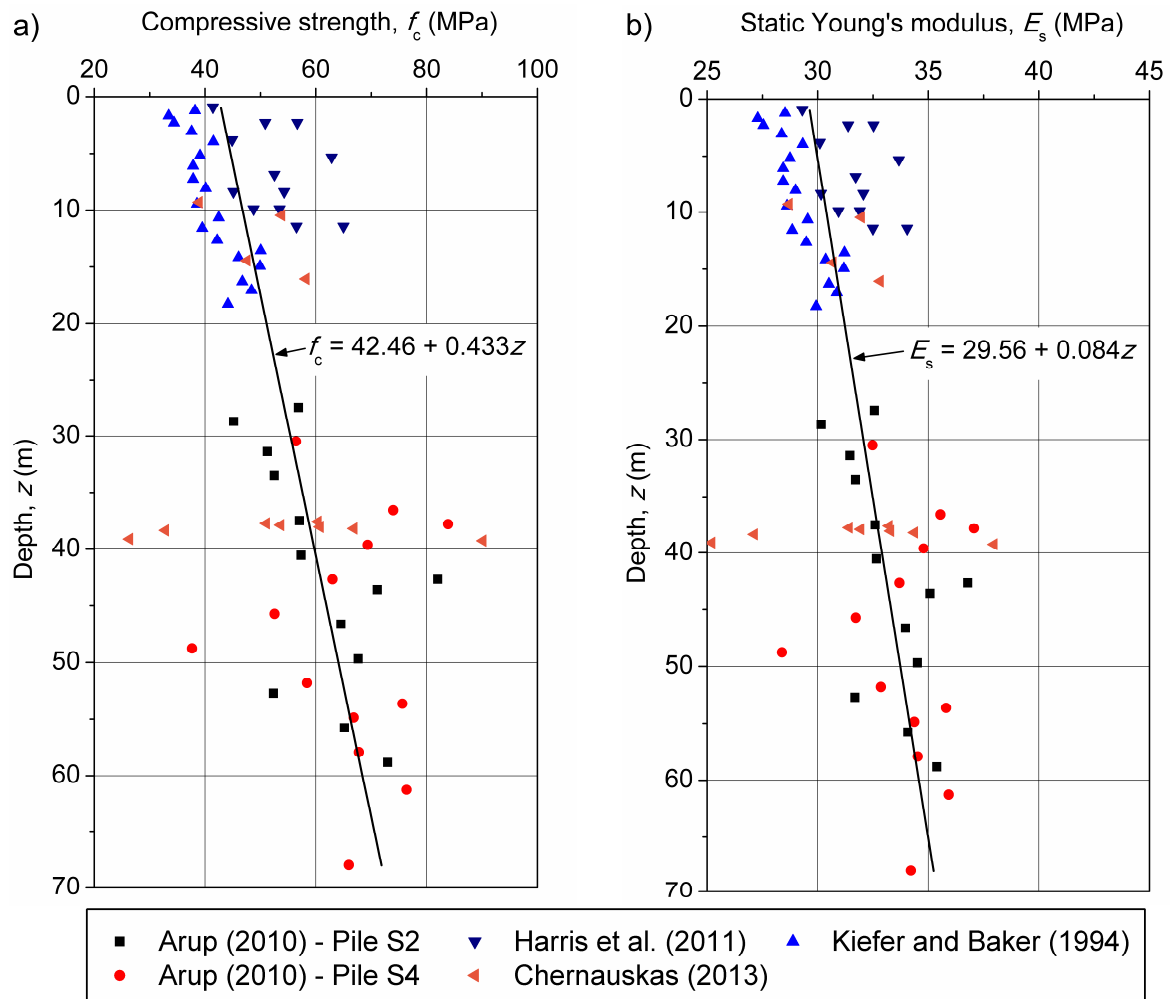 a) Compressive strength, fc (MPa)
20 40 60 80 100
0
10
20
30
40
50
60
70
Depth, z (m)
fc = 42.46 + 0.433z
b) Static Young's modulus, Es (MPa)
25 30 35 40 45
0
10
20
30
40
50
60
70
Depth, z (m)
Es = 29.56 + 0.084z
Arup (2010) - Pile S2 Harris et al. (2011) Kiefer and Baker (1994)
Arup (2010) - Pile S4 Chernauskas (2013)